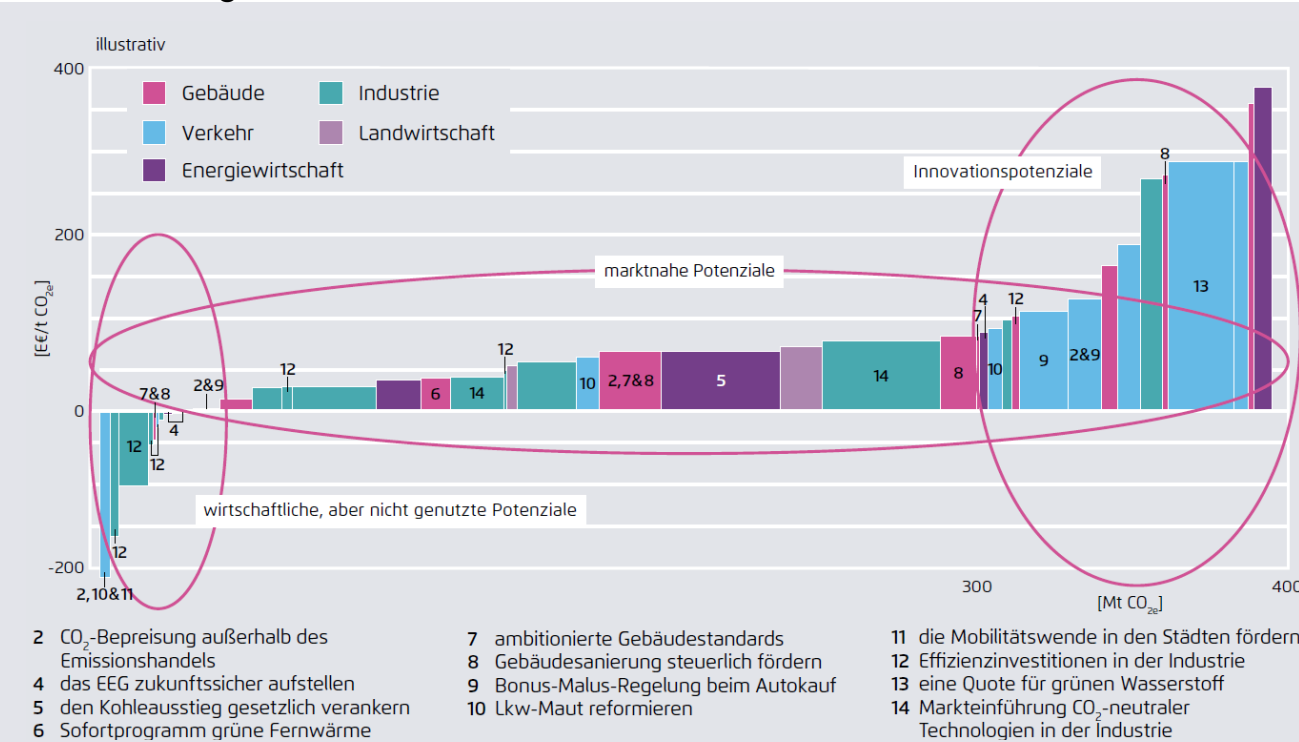 illustrativ
400
Gebäude
Industrie
Verkehr
Landwirtschaft
Energiewirtschaft
Innovationspotenziale
8
13
200
marktnahe Potenziale
[E€/t CO2e]
4
7
12
12
7&8
2&9
12
6
14
10
2,7&8
5
14
8
10
9
2&9
0
4
12
12
wirtschaftliche, aber nicht genutzte Potenziale
12
-200
2,10&11
300
400
[Mt CO2e]
2 CO2-Bepreisung außerhalb des
Emissionshandels
4 das EEG zukunftssicher aufstellen
5 den Kohleausstieg gesetzlich verankern
6 Sofortprogramm grüne Fernwärme
7 ambitionierte Gebäudestandards
8 Gebäudesanierung steuerlich fördern
9 Bonus-Malus-Regelung beim Autokauf
10 Lkw-Maut reformieren
11 die Mobilitätswende in den Städten fördern
12 Effizienzinvestitionen in der Industrie
13 eine Quote für grünen Wasserstoff
14 Markteinführung CO2-neutraler
Technologien in der Industrie